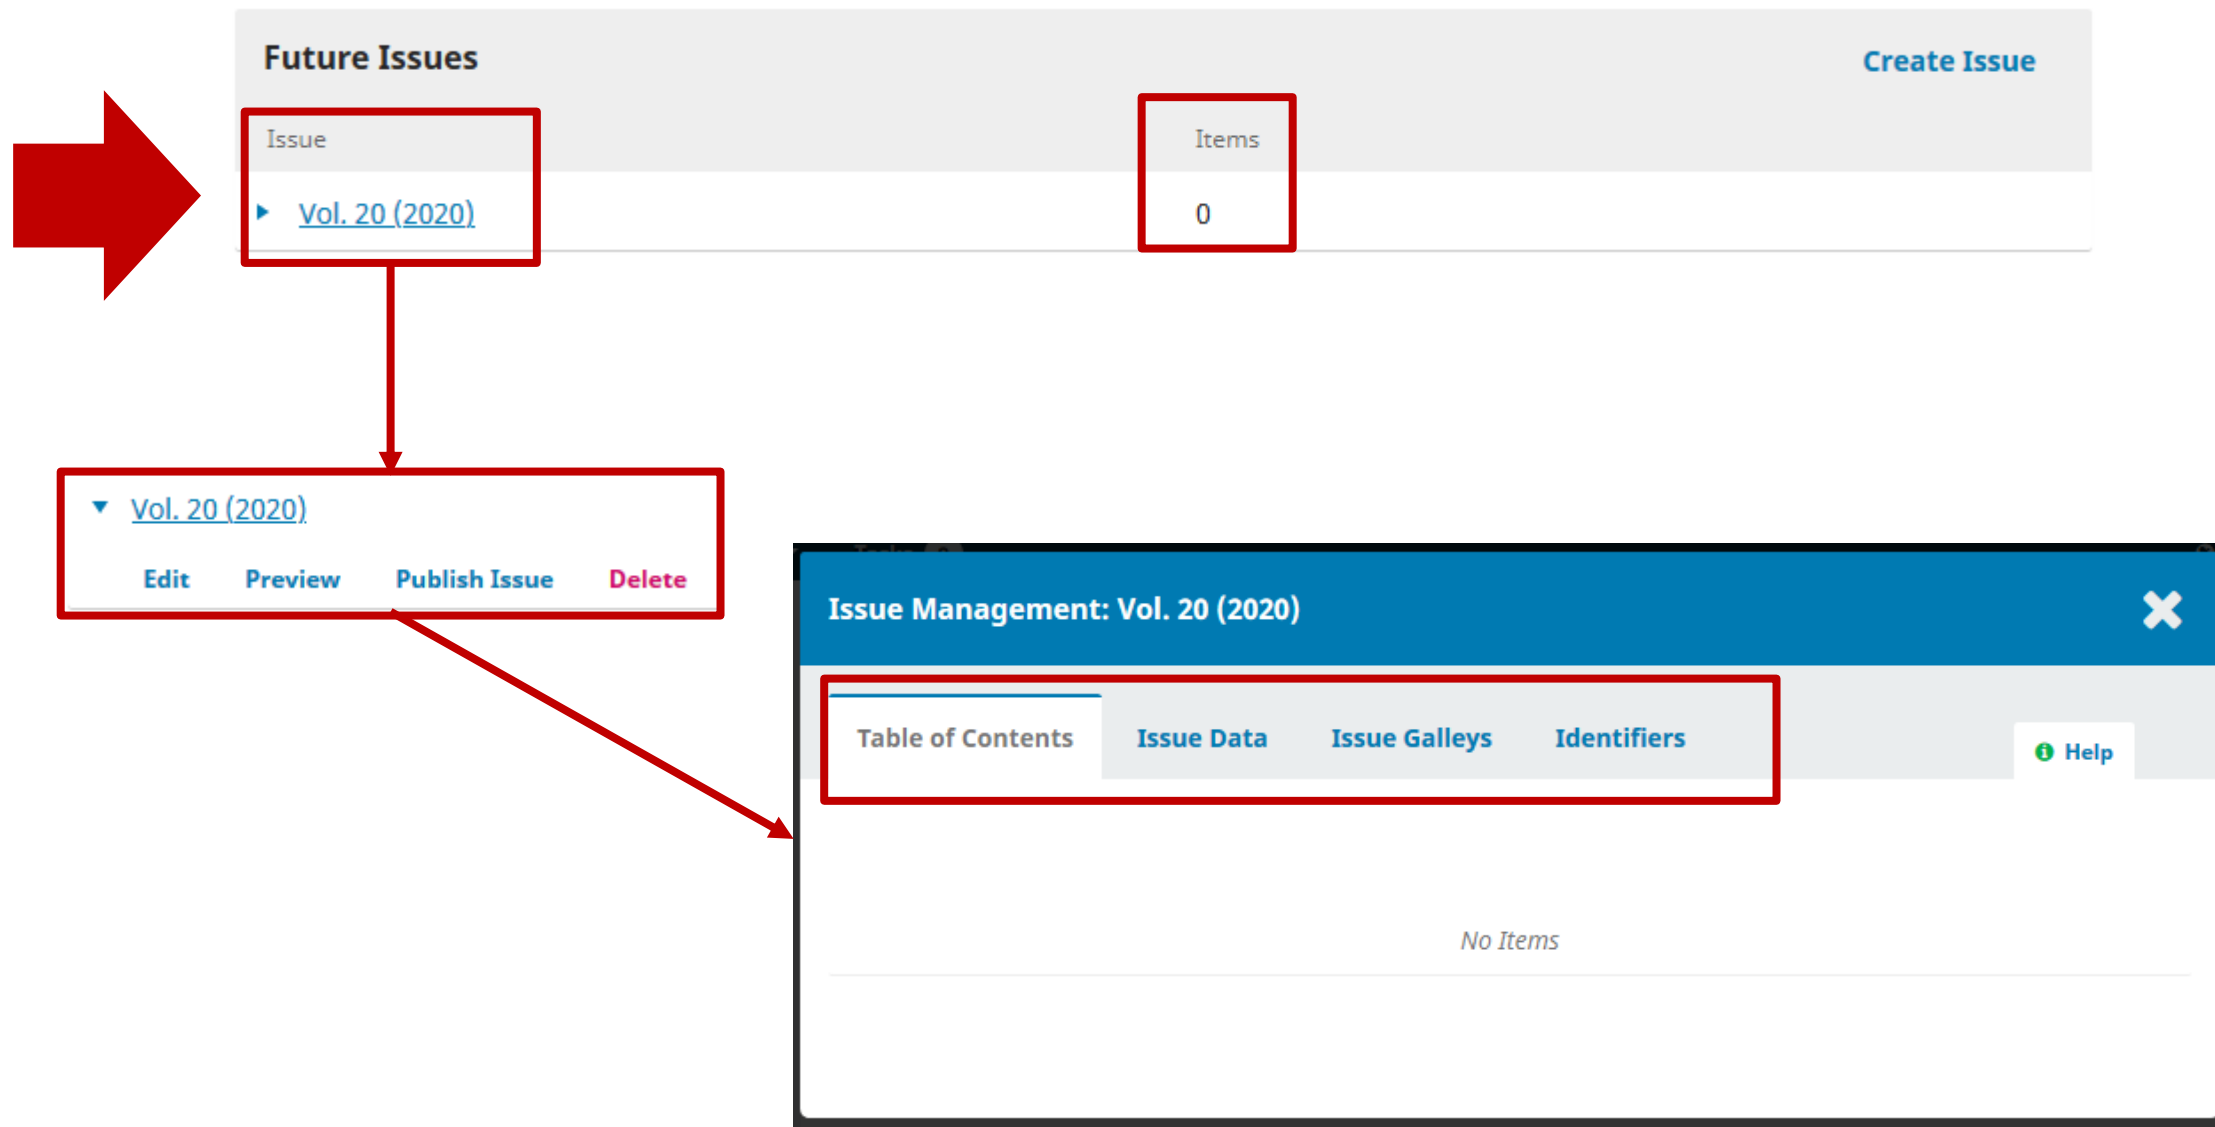 Future Issues
Create Issue
Issue
Items
Vol. 20 (2020)
0
Vol. 20 (2020)
Edit Preview Publish Issue Delete
Issue Management: Vol. 20 (2020)
Table of Contents Issue Data Issue Galleys Identifiers
Help
No Items